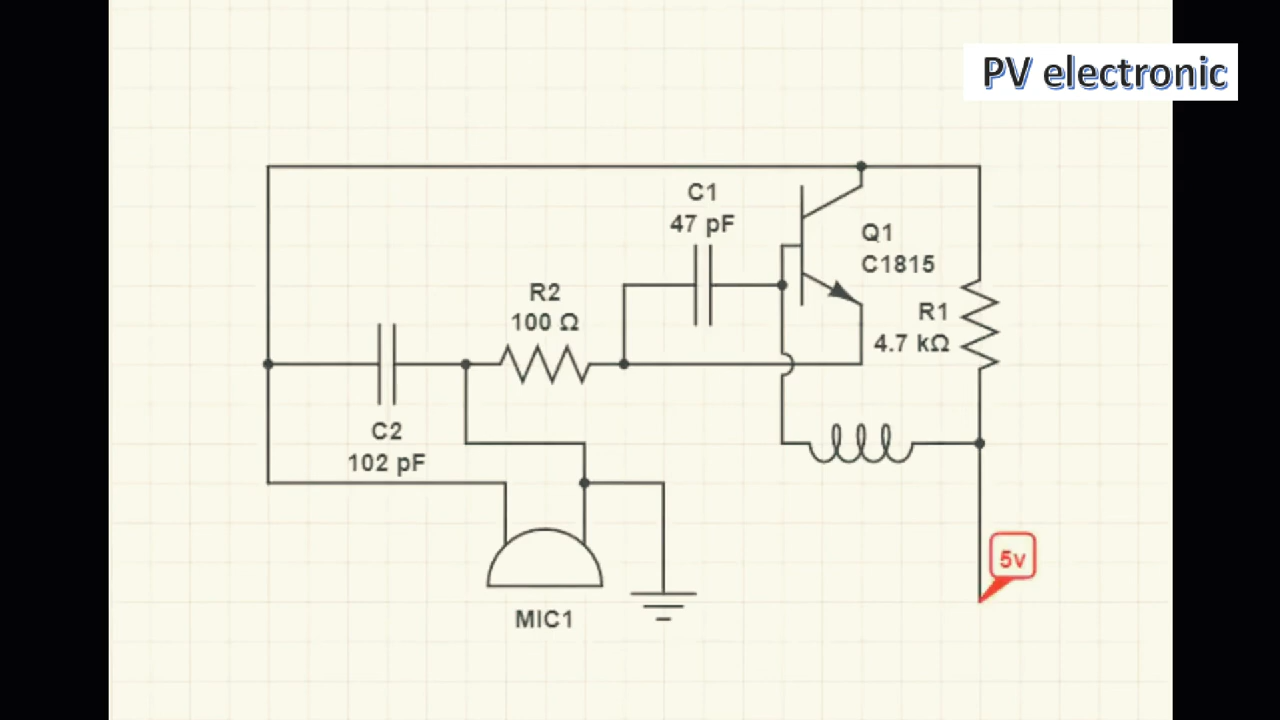 PV electronic
C1
47 pF
Q1
C1815
R2
100 Ω
R1
4.7 kΩ
C2
102 pF
5v
MIC1